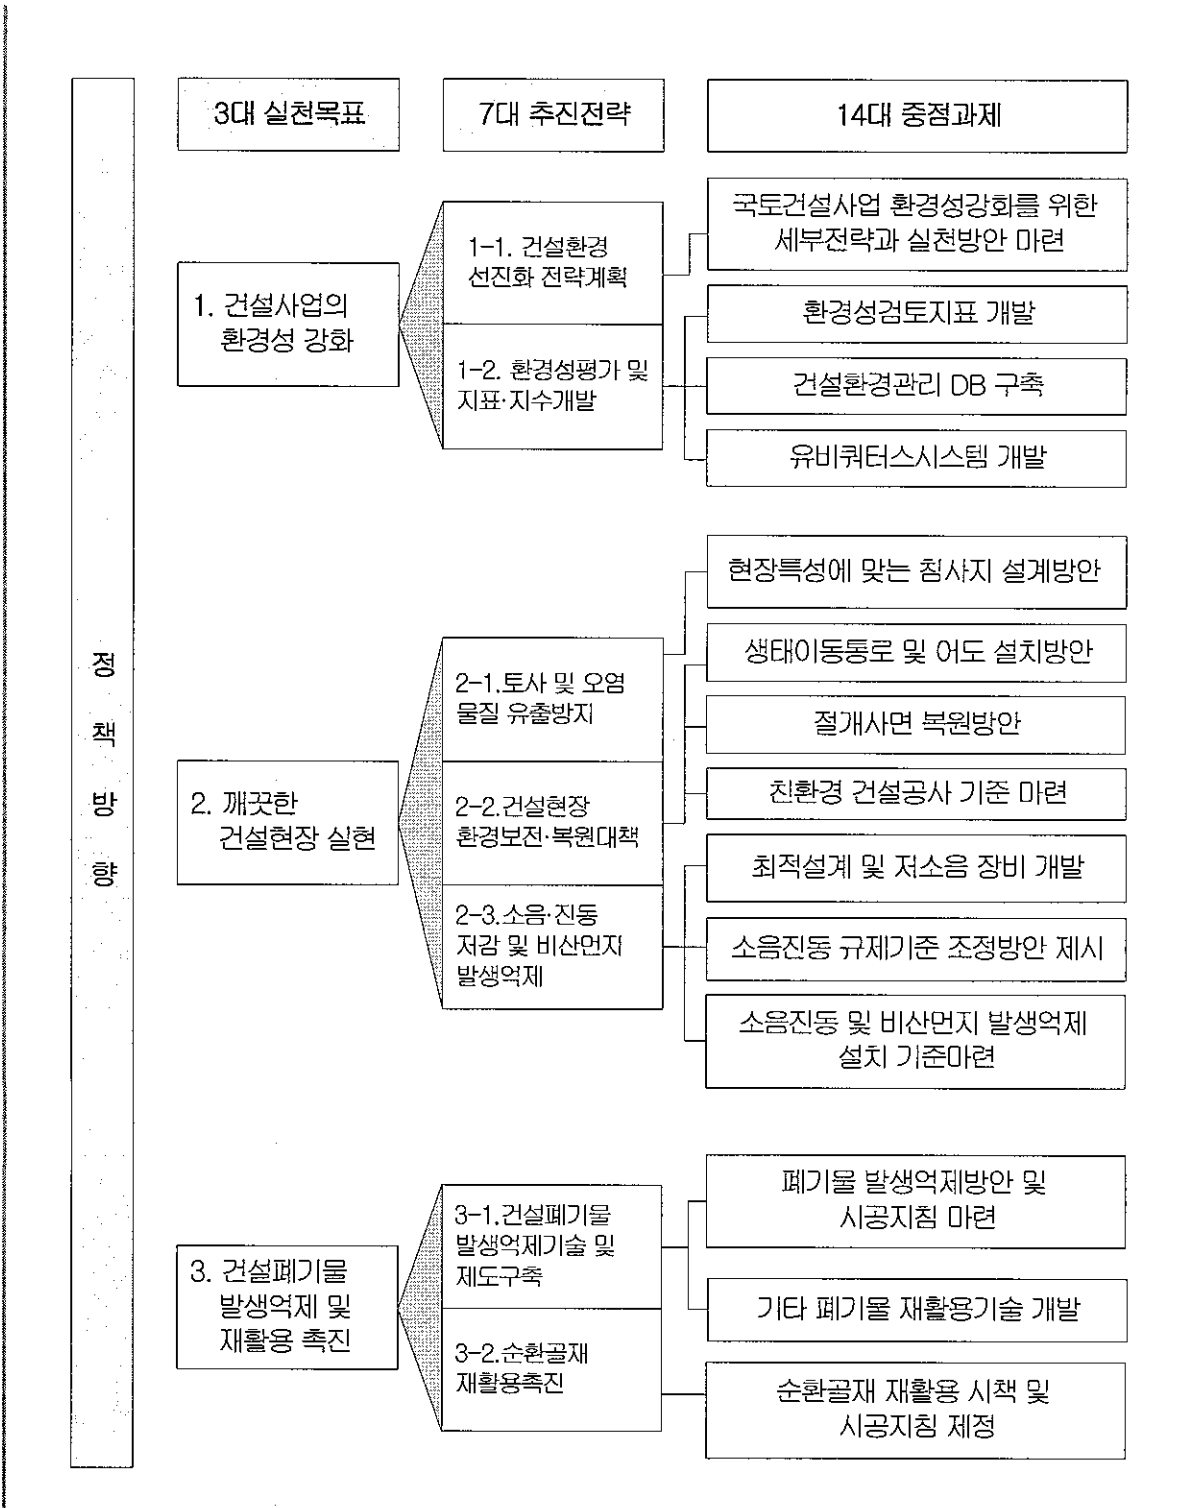 3대 실천목표
7대 추진전략
14대 중점과제
정
책
방
향
1. 건설사업의
환경성 강화
1-1. 건설환경
선진화 전략계획
국토건설사업 환경성강화를 위한
세부전략과 실천방안 마련
1-2. 환경성평가 및
지표·지수개발
환경성검토지표 개발
건설환경관리 DB 구축
유비쿼터스시스템 개발
2. 깨끗한
건설현장 실현
2-1.토사 및 오염
물질 유출방지
현장특성에 맞는 침사지 설계방안
2-2.건설현장
환경보전·복원대책
생태이동통로 및 어도 설치방안
절개사면 복원방안
친환경 건설공사 기준 마련
2-3.소음·진동
저감 및 비산먼지
발생억제
최적설계 및 저소음 장비 개발
소음진동 규제기준 조정방안 제시
소음진동 및 비산먼지 발생억제
설치 기준마련
3. 건설폐기물
발생억제 및
재활용 촉진
3-1.건설폐기물
발생억제기술 및
제도구축
폐기물 발생억제방안 및
시공지침 마련
기타 폐기물 재활용기술 개발
3-2.순환골재
재활용촉진
순환골재 재활용 시책 및
시공지침 제정